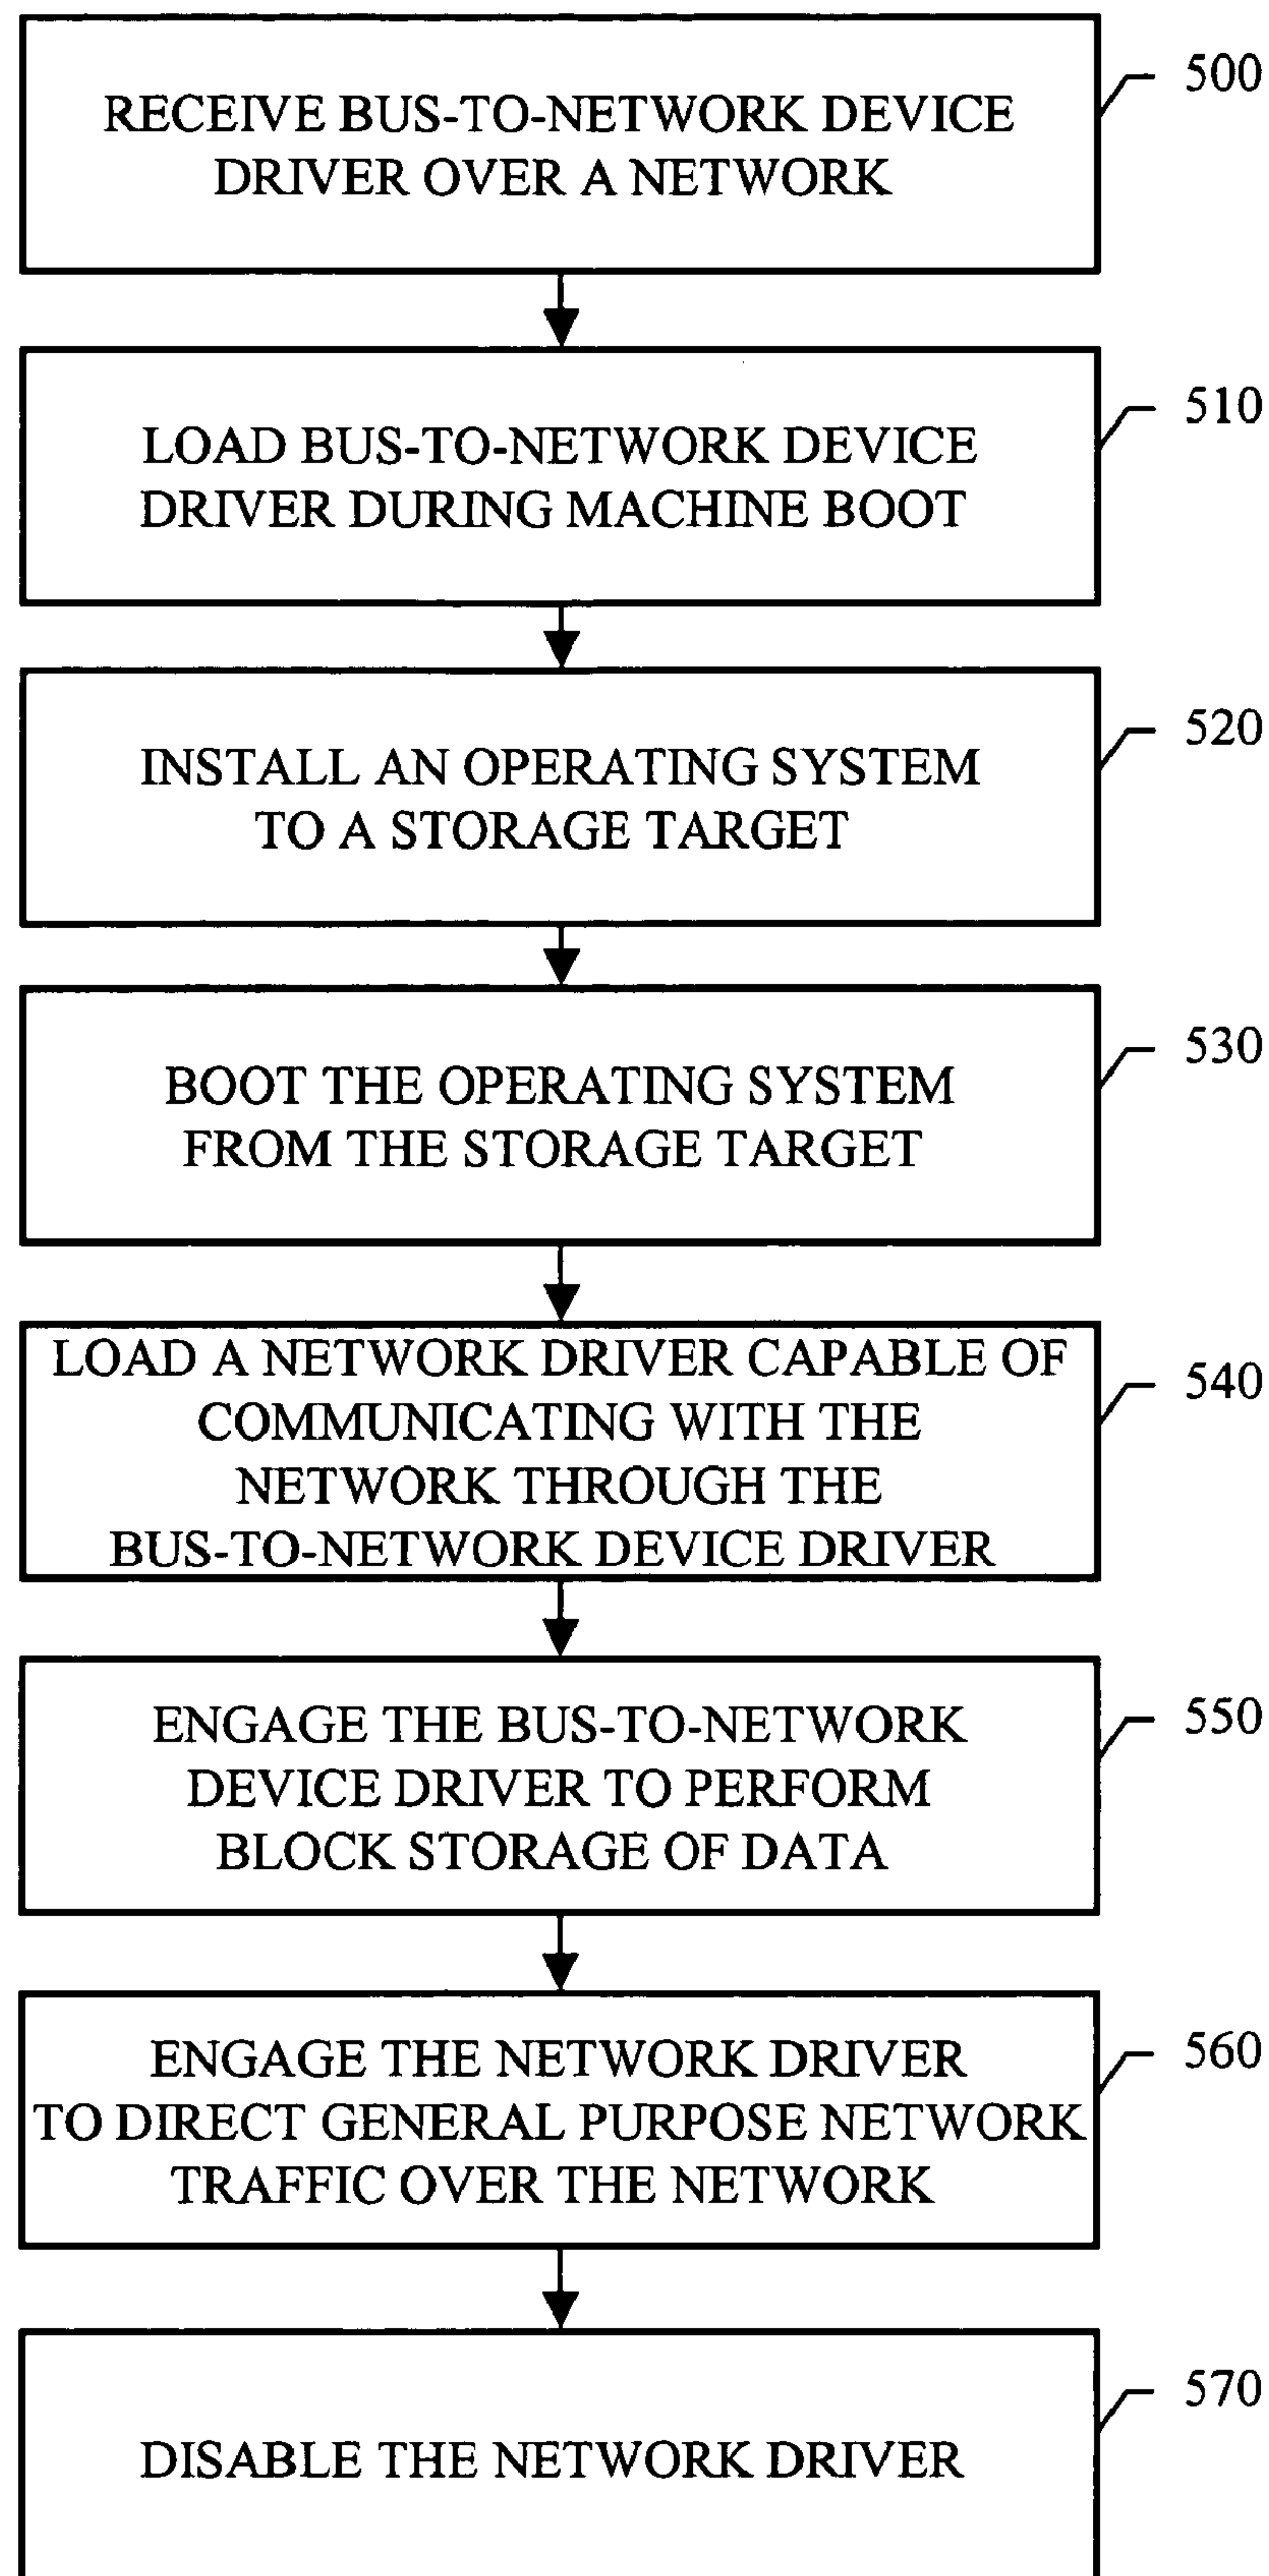 RECEIVE BUS-TO-NETWORK DEVICE
DRIVER OVER A NETWORK
500
LOAD BUS-TO-NETWORK DEVICE
DRIVER DURING MACHINE BOOT
510
INSTALL AN OPERATING SYSTEM
TO A STORAGE TARGET
520
BOOT THE OPERATING SYSTEM
FROM THE STORAGE TARGET
530
LOAD A NETWORK DRIVER CAPABLE OF
COMMUNICATING WITH THE
NETWORK THROUGH THE
BUS-TO-NETWORK DEVICE DRIVER
540
ENGAGE THE BUS-TO-NETWORK
DEVICE DRIVER TO PERFORM
BLOCK STORAGE OF DATA
550
ENGAGE THE NETWORK DRIVER
TO DIRECT GENERAL PURPOSE NETWORK
TRAFFIC OVER THE NETWORK
560
DISABLE THE NETWORK DRIVER
570